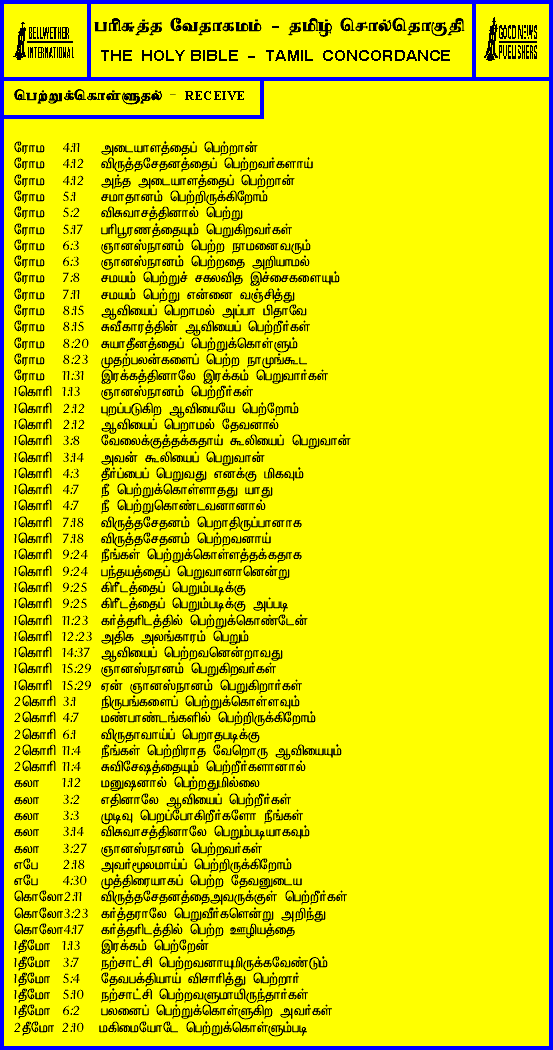 BELLWETHER
INTERNATIONAL
பரிசுத்த வேதாகமம் - தமிழ் சொல்தொகுதி
THE HOLY BIBLE - TAMIL CONCORDANCE
GOOD NEWS
PUBLISHERS
பெற்றுக்கொள்ளுதல் - RECEIVE
ரோம 4:11 அடையாளத்தைப் பெற்றான்
ரோம 4:12 விருத்தசேதனத்தைப் பெற்றவர்களாய்
ரோம 4:12 அந்த அடையாளத்தைப் பெற்றான்
ரோம 5:1 சமாதானம் பெற்றிருக்கிறோம்
ரோம 5:2 விசுவாசத்தினால் பெற்று
ரோம 5:17 பரிபூரணத்தையும் பெறுகிறவர்கள்
ரோம 6:3 ஞானஸ்நானம் பெற்ற நாமனைவரும்
ரோம 6:3 ஞானஸ்நானம் பெற்றதை அறியாமல்
ரோம 7:8 சமயம் பெற்றுச் சகலவித இச்சைகளையும்
ரோம 7:11 சமயம் பெற்று என்னை வஞ்சித்து
ரோம 8:15 ஆவியைப் பெறாமல் அப்பா பிதாவே
ரோம 8:15 சுவீகாரத்தின் ஆவியைப் பெற்றீர்கள்
ரோம 8:20 சுயாதீனத்தைப் பெற்றுக்கொள்ளும்
ரோம 8:23 முதற்பலன்களைப் பெற்ற நாமுங்கூட
ரோம 11:31 இரக்கத்தினாலே இரக்கம் பெறுவார்கள்
1கொரி 1:13 ஞானஸ்நானம் பெற்றீர்கள்
1கொரி 2:12 புறப்படுகிற ஆவியையே பெற்றோம்
1கொரி 2:12 ஆவியைப் பெறாமல் தேவனால்
1கொரி 3:8 வேலைக்குத்தக்கதாய் கூலியைப் பெறுவான்
1கொரி 3:14 அவன் கூலியைப் பெறுவான்
1கொரி 4:3 தீர்ப்பைப் பெறுவது எனக்கு மிகவும்
1கொரி 4:7 நீ பெற்றுக்கொள்ளாதது யாது
1கொரி 4:7 நீ பெற்றுகொண்டவனானால்
1கொரி 7:18 விருத்தசேதனம் பெறாதிருப்பானாக
1கொரி 7:18 விருத்தசேதனம் பெற்றவனாய்
1கொரி 9:24 நீங்கள் பெற்றுக்கொள்ளத்தக்கதாக
1கொரி 9:24 பந்தயத்தைப் பெறுவானானென்று
1கொரி 9:25 கிரீடத்தைப் பெறும்படிக்கு
1கொரி 9:25 கிரீடத்தைப் பெறும்படிக்கு அப்படி
1கொரி 11:23 கர்த்தரிடத்தில் பெற்றுக்கொண்டேன்
1கொரி 12:23 அதிக அலங்காரம் பெறும்
1கொரி 14:37 ஆவியைப் பெற்றவனென்றாவது
1கொரி 15:29 ஞானஸ்நானம் பெறுகிறவர்கள்
1கொரி 15:29 ஏன் ஞானஸ்நானம் பெறுகிறார்கள்
2கொரி 3:1 நிருபங்களைப் பெற்றுக்கொள்ளவும்
2கொரி 4:7 மண்பாண்டங்களில் பெற்றிருக்கிறோம்
2கொரி 6:1 விருதாவாய்ப் பெறாதபடிக்கு
2கொரி 11:4 நீங்கள் பெற்றிராத வேறொரு ஆவியையும்
2கொரி 11:4 சுவிசேஷத்தையும் பெற்றீர்களானால்
கலா 1:12 மனுஷனால் பெற்றதுமில்லை
கலா 3:2 எதினாலே ஆவியைப் பெற்றீர்கள்
கலா 3:3 முடிவு பெறப்போகிறீர்களோ நீங்கள்
கலா 3:14 விசுவாசத்தினாலே பெறும்படியாகவும்
கலா 3:27 ஞானஸ்நானம் பெற்றவர்கள்
எபே 2:18 அவர்மூலமாய்ப் பெற்றிருக்கிறோம்
எபே 4:30 முத்திரையாகப் பெற்ற தேவனுடைய
கொலோ2:11 விருத்தசேதனத்தைஅவருக்குள் பெற்றீர்கள்
கொலோ3:23 கர்த்தராலே பெறுவீர்களென்று அறிந்து
கொலோ4:17 கர்த்தரிடத்தில் பெற்ற ஊழியத்தை
1தீமோ 1:13 இரக்கம் பெற்றேன்
1தீமோ 3:7 நற்சாட்சி பெற்றவனாயுமிருக்கவேண்டும்
1தீமோ 5:4 தேவபக்தியாய் விசாரித்து பெற்றார்
1தீமோ 5:10 நற்சாட்சி பெற்றவளுமாயிருந்தார்கள்
1தீமோ 6:2 பலனைப் பெற்றுக்கொள்ளுகிற அவர்கள்
2தீமோ 2:10 மகிமையோடே பெற்றுக்கொள்ளும்படி